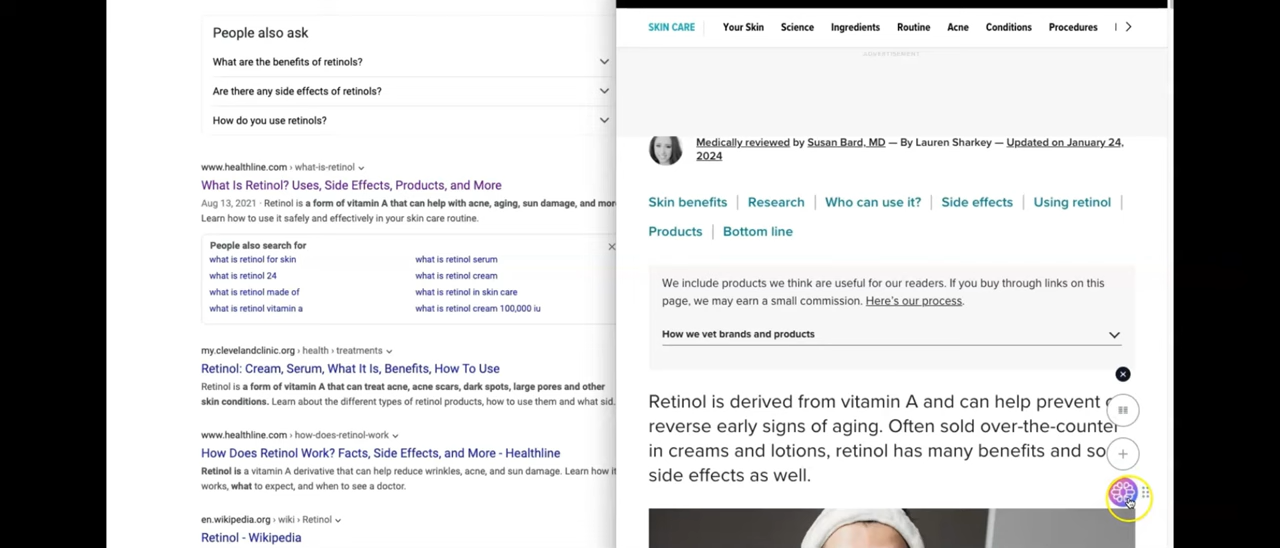 People also ask
What are the benefits of retinols?
Are there any side effects of retinols?
How do you use retinols?
www.healthline.com › what-is-retinol
What Is Retinol? Uses, Side Effects, Products, and More
Aug 13, 2021 · Retinol is a form of vitamin A that can help with acne, aging, sun damage, and more
Learn how to use it safely and effectively in your skin care routine.
People also search for
what is retinol for skin
what is retinol serum
what is retinol 24
what is retinol cream
what is retinol made of
what is retinol in skin care
what is retinol vitamin a
what is retinol cream 100,000 iu
my.clevelandclinic.org › health › treatments
Retinol: Cream, Serum, What It Is, Benefits, How To Use
Retinol is a form of vitamin A that can treat acne, acne scars, dark spots, large pores and other
skin conditions. Learn about the different types of retinol products, how to use them and what sid.
www.healthline.com › how-does-retinol-work
How Does Retinol Work? Facts, Side Effects, and More - Healthline
Retinol is a vitamin A derivative that can help reduce wrinkles, acne, and sun damage. Learn how it
works, what to expect, and when to see a doctor.
en.wikipedia.org › wiki › Retinol
Retinol - Wikipedia
SKIN CARE
Your Skin
Science
Ingredients
Routine
Acne
Conditions
Procedures
ADVERTISEMENT
Medically reviewed by Susan Bard, MD — By Lauren Sharkey — Updated on January 24,
2024
Skin benefits | Research | Who can use it? | Side effects | Using retinol |
Products | Bottom line
We include products we think are useful for our readers. If you buy through links on this
page, we may earn a small commission. Here's our process.
How we vet brands and products
Retinol is derived from vitamin A and can help prevent
reverse early signs of aging. Often sold over-the-counter
in creams and lotions, retinol has many benefits and so
side effects as well.